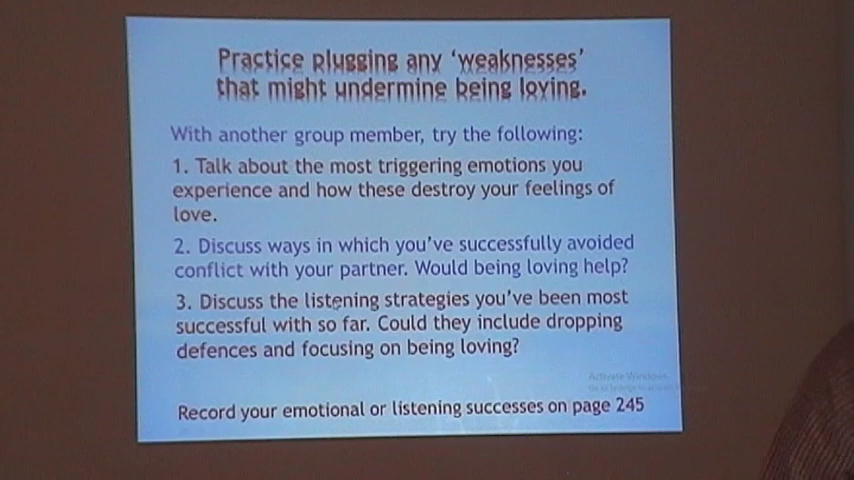 Practice plugging any ‘weaknesses’
that might undermine being loving.
With another group member, try the following:
1. Talk about the most triggering emotions you
experience and how these destroy your feelings of
love.
2. Discuss ways in which you’ve successfully avoided
conflict with your partner. Would being loving help?
3. Discuss the listening strategies you’ve been most
successful with so far. Could they include dropping
defences and focusing on being loving?
Activate Windows
Record your emotional or listening successes on page 245